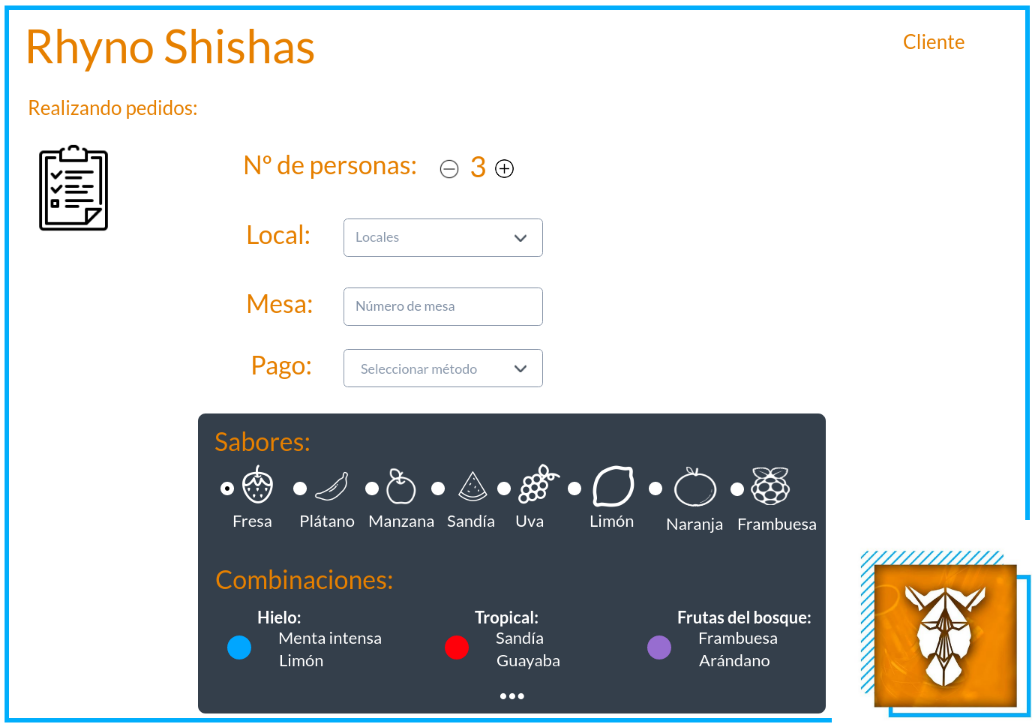 Rhyno Shishas
Cliente
Realizando pedidos:
Nº de personas: 3
Local: Locales
Mesa: Número de mesa
Pago: Seleccionar método
Sabores:
Fresa Plátano Manzana Sandía Uva Limón Naranja Frambuesa
Combinaciones:
Hielo:
Menta intensa
Limón
Tropical:
Sandía
Guayaba
Frutas del bosque:
Frambuesa
Arándano